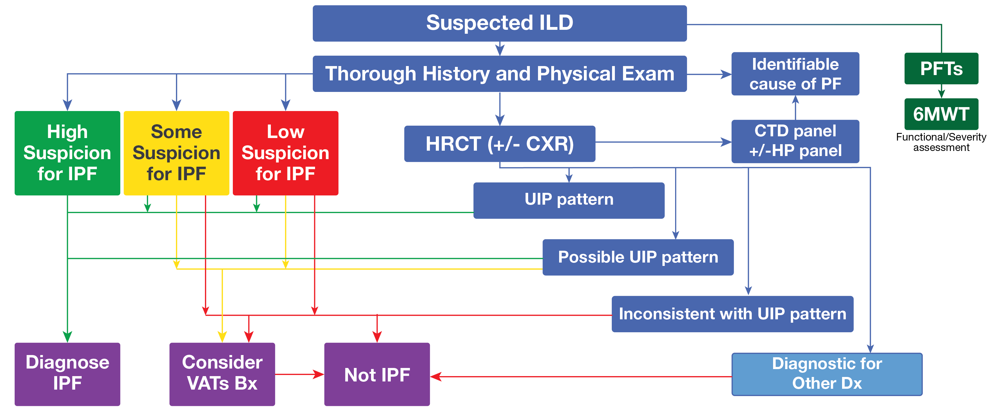 Suspected ILD
Thorough History and Physical Exam
Identifiable
cause of PF
PFTs
6MWT
Functional/Severity
assessment
High
Suspicion
for IPF
Some
Suspicion
for IPF
Low
Suspicion
for IPF
HRCT (+/- CXR)
CTD panel
+/-HP panel
UIP pattern
Possible UIP pattern
Inconsistent with UIP pattern
Diagnose
IPF
Consider
VATs Bx
Not IPF
Diagnostic for
Other Dx